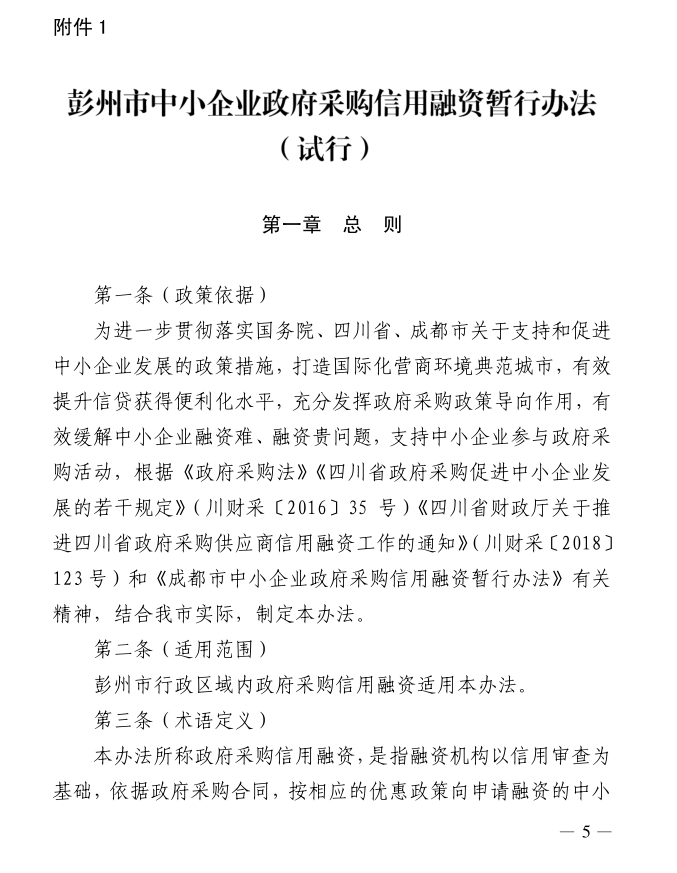 附件 1
彭州市中小企业政府采购信用融资暂行办法
（试行）
第一章 总 则
第一条（政策依据）
为进一步贯彻落实国务院、四川省、成都市关于支持和促进
中小企业发展的政策措施，打造国际化营商环境典范城市，有效
提升信贷获得便利化水平，充分发挥政府采购政策导向作用，有
效缓解中小企业融资难、融资贵问题，支持中小企业参与政府采
购活动，根据《政府采购法》《四川省政府采购促进中小企业发
展的若干规定》（川财采〔2016〕35 号）《四川省财政厅关于推
进四川省政府采购供应商信用融资工作的通知》（川财采〔2018〕
123 号）和《成都市中小企业政府采购信用融资暂行办法》有关
精神，结合我市实际，制定本办法。
第二条（适用范围）
彭州市行政区域内政府采购信用融资适用本办法。
第三条（术语定义）
本办法所称政府采购信用融资，是指融资机构以信用审查为
基础，依据政府采购合同，按相应的优惠政策向申请融资的中小
— 5 —